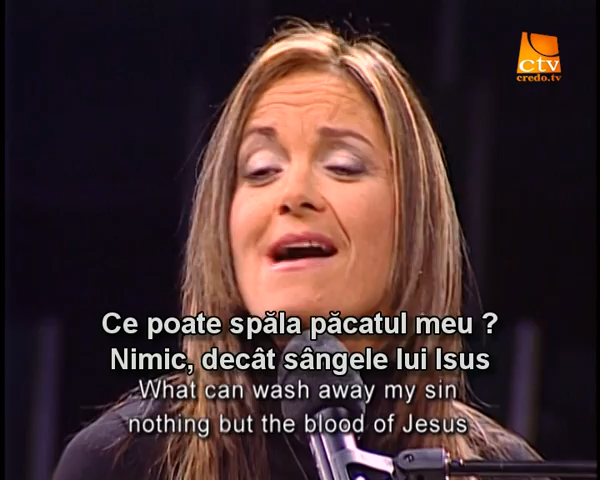 ctv
credo.tv
Ce poate spăla păcatul meu ?
Nimic, decât sângele lui Isus
What can wash away my sin
nothing but the blood of Jesus